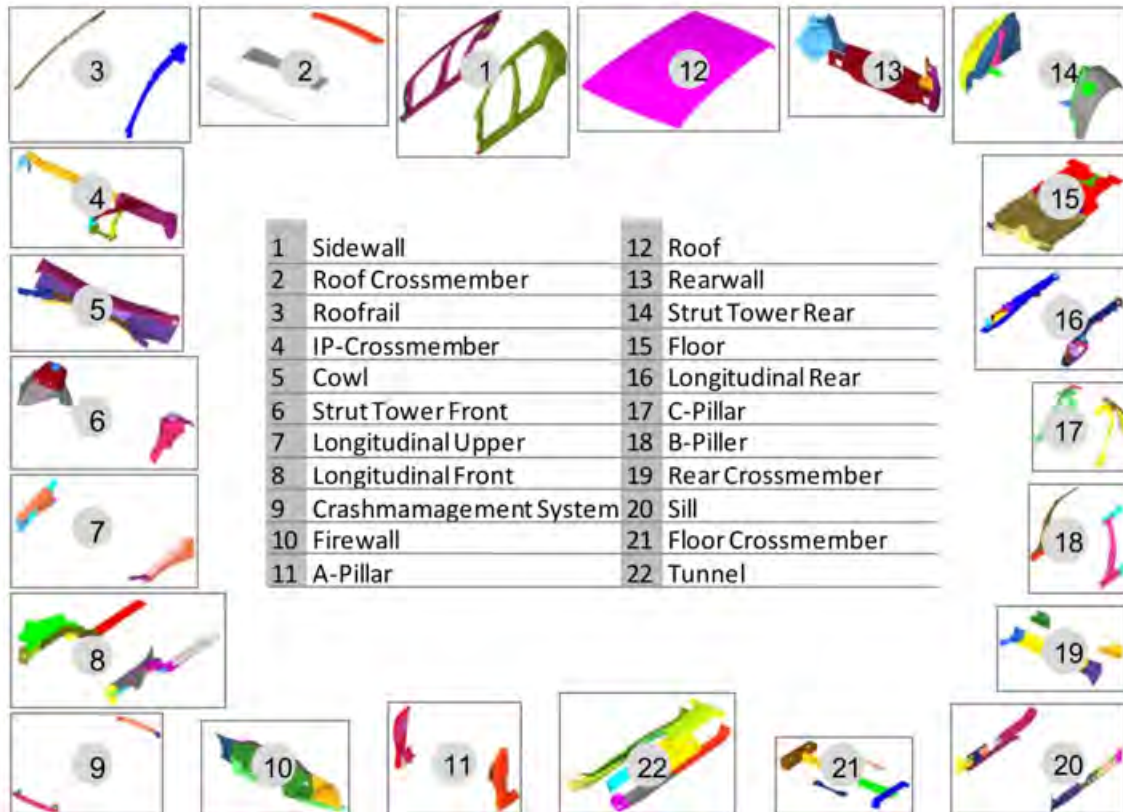 3
2
1
12
13
14
4
15
1 Sidewall 12 Roof
2 Roof Crossmember 13 Rearwall
3 Roofrail 14 Strut Tower Rear
4 IP-Crossmember 15 Floor
5 Cowl 16 Longitudinal Rear
6 Strut Tower Front 17 C-Pillar
7 Longitudinal Upper 18 B-Piller
8 Longitudinal Front 19 Rear Crossmember
9 Crashmamagement System 20 Sill
10 Firewall 21 Floor Crossmember
11 A-Pillar 22 Tunnel
5
16
6
17
7
18
8
19
9
10
11
22
21
20